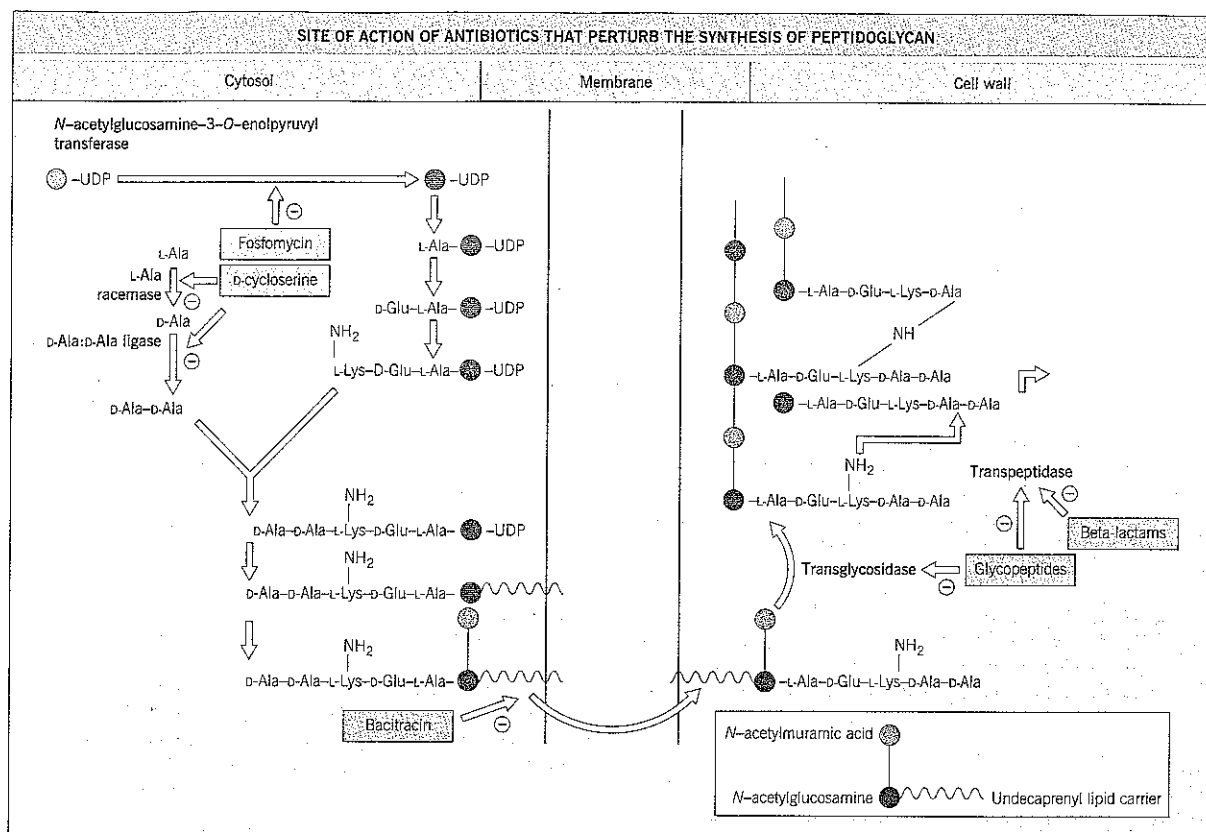 SITE OF ACTION OF ANTIBIOTICS THAT PERTURB THE SYNTHESIS OF PEPTIDOGLYCAN
Cytosol
Membrane
Cell wall
N–acetylglucosamine–3–O–enolpyruvyl
transferase
–UDP
–UDP
Fosfomycin
L-Ala
L-Ala
racemase
D-cycloserine
D-Ala
D-Ala:D-Ala ligase
D-Ala–D-Ala
L-Ala– –UDP
D-Glu–L-Ala– –UDP
NH2
L-Lys–D-Glu–L-Ala– –UDP
NH2
D-Ala–D-Ala–L-Lys–D-Glu–L-Ala– –UDP
NH2
D-Ala–D-Ala–L-Lys–D-Glu–L-Ala–
NH2
D-Ala–D-Ala–L-Lys–D-Glu–L-Ala–
Bacitracin
–L-Ala–D-Glu–L-Lys–D-Ala
NH
–L-Ala–D-Glu–L-Lys–D-Ala–D-Ala
–L-Ala–D-Glu–L-Lys–D-Ala–D-Ala
NH2
–L-Ala–D-Glu–L-Lys–D-Ala–D-Ala
Transpeptidase
Beta-lactams
Transglycosidase
Glycopeptides
NH2
–L-Ala–D-Glu–L-Lys–D-Ala–D-Ala
N–acetylmuramic acid
N–acetylglucosamine
Undecaprenyl lipid carrier